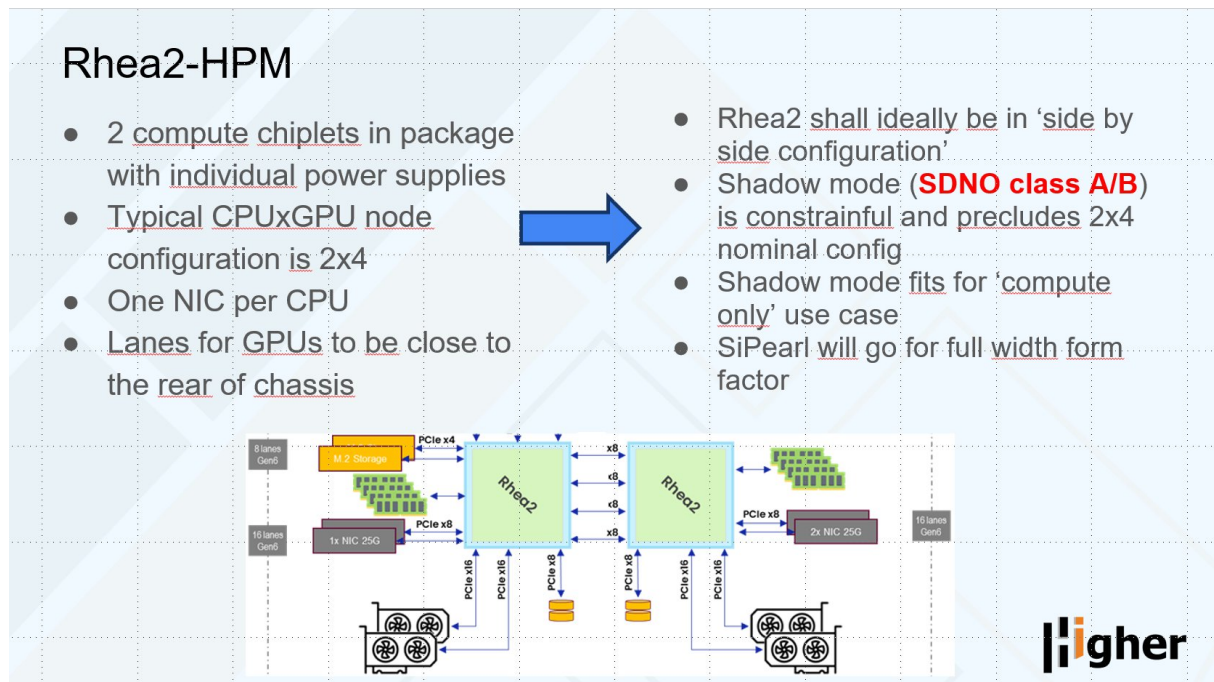 Rhea2-HPM
● 2 compute chiplets in package
with individual power supplies
● Typical CPUxGPU node
configuration is 2x4
● One NIC per CPU
● Lanes for GPUs to be close to
the rear of chassis
● Rhea2 shall ideally be in ‘side by
side configuration’
● Shadow mode (SDNO class A/B)
is constrainful and precludes 2x4
nominal config
● Shadow mode fits for ‘compute
only’ use case
● SiPearl will go for full width form
factor
8 lanes
Gen6
M.2 Storage
PCIe x4
Rhea2
x8
x8
x8
x8
Rhea2
16 lanes
Gen6
1x NIC 25G
PCIe x8
PCIe x8
2x NIC 25G
16 lanes
Gen6
PCIe x16
PCIe x16
PCIe x8
PCIe x8
PCIe x16
PCIe x16
Higher